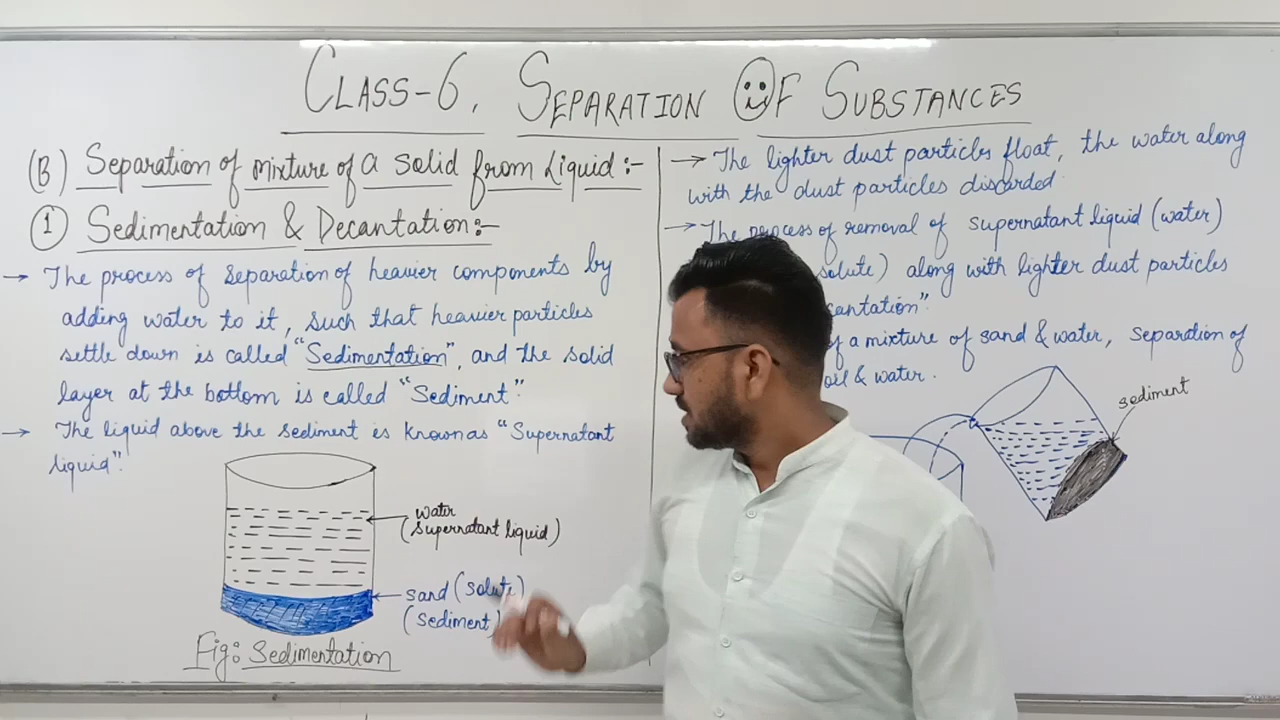 CLASS-6. SEPARATION OF SUBSTANCES
(B) Separation of mixture of a solid from Liquid:-
① Sedimentation & Decantation:-
→ The process of separation of heavier components by
adding water to it, such that heavier particles
settle down is called "Sedimentation", and the solid
layer at the bottom is called "Sediment".
→ The liquid above the sediment is known as "Supernatant
liquid".
water
(Supernatant liquid)
sand (solute)
(Sediment)
Fig: Sedimentation
→ The lighter dust particles float, the water along
with the dust particles discarded.
→ The process of removal of supernatant liquid (water)
solute) along with lighter dust particles
cantation"
of a mixture of sand & water, Separation of
oil & water.
sediment